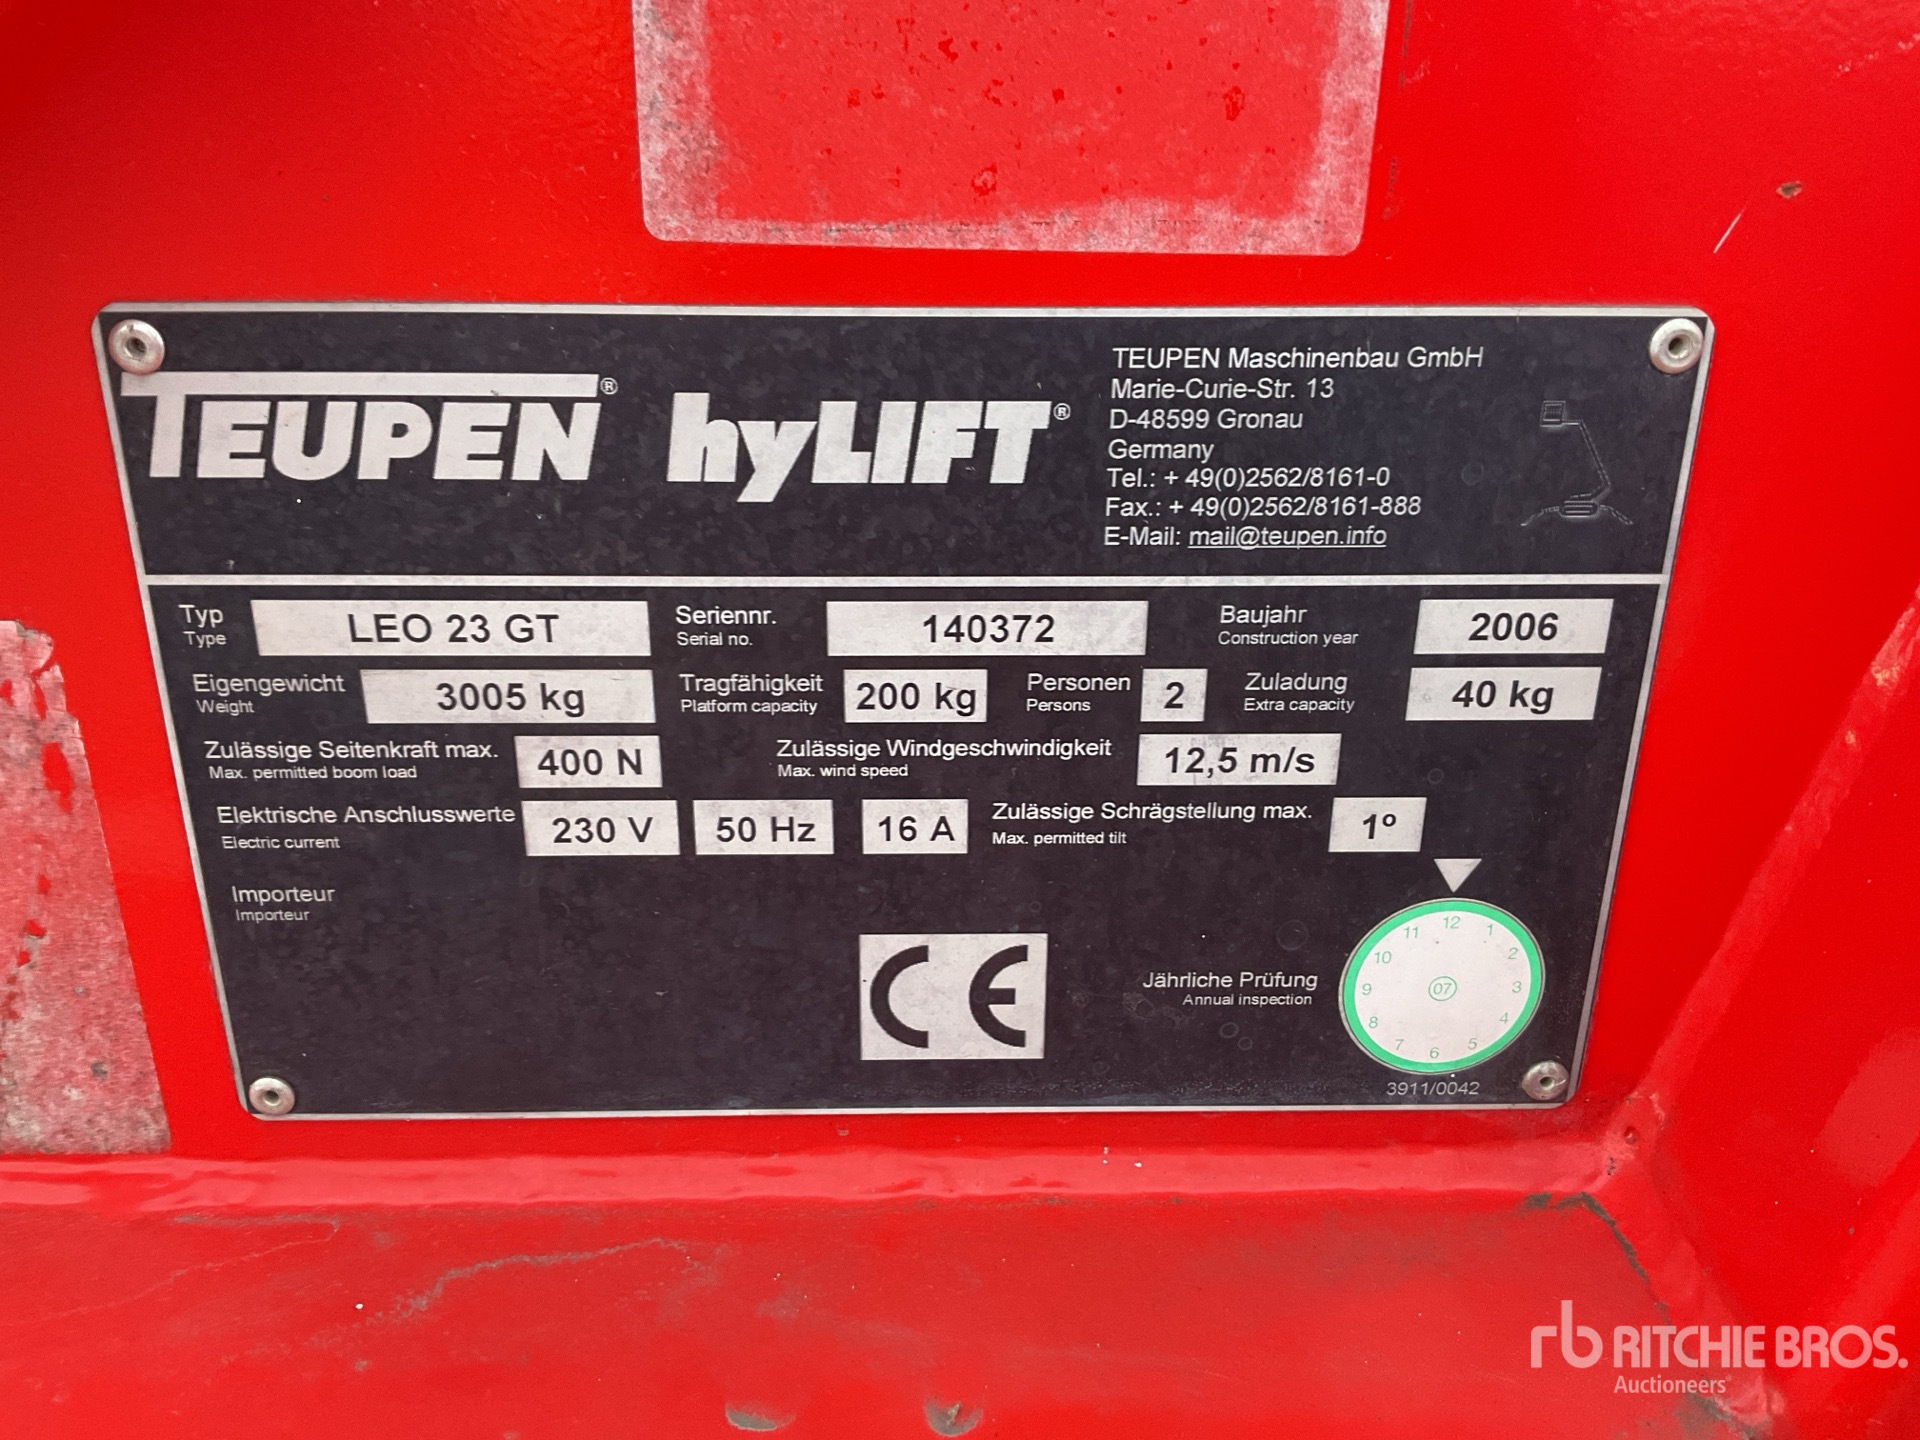 TEUPEN® hyLIFT®
TEUPEN Maschinenbau GmbH
Marie-Curie-Str. 13
D-48599 Gronau
Germany
Tel.: + 49(0)2562/8161-0
Fax.: + 49(0)2562/8161-888
E-Mail: mail@teupen.info
Typ LEO 23 GT Seriennr. 140372 Baujahr 2006
Type Serial no. Construction year
Eigengewicht 3005 kg Tragfähigkeit 200 kg Personen 2 Zuladung 40 kg
Weight Platform capacity Persons Extra capacity
Zulässige Seitenkraft max. 400 N Zulässige Windgeschwindigkeit 12,5 m/s
Max. permitted boom load Max. wind speed
Elektrische Anschlusswerte 230 V 50 Hz 16 A Zulässige Schrägstellung max. 1°
Electric current Max. permitted tilt
Importeur
Importeur
CE
Jährliche Prüfung
Annual inspection
12 1 2 3 4 5 6 7 8 9 10 11
07
3911/0042
rb RITCHIE BROS.
Auctioneers